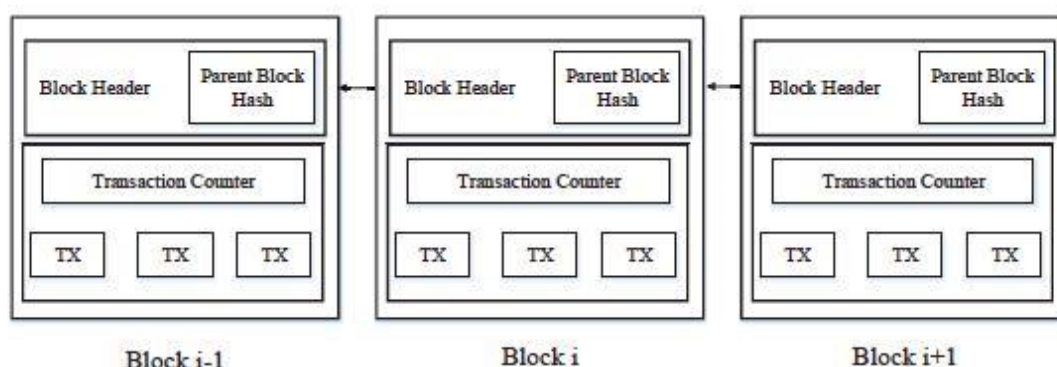 Block Header
Parent Block
Hash
Block Header
Parent Block
Hash
Block Header
Parent Block
Hash
Transaction Counter
Transaction Counter
Transaction Counter
TX TX TX
TX TX TX
TX TX TX
Block i-1
Block i
Block i+1